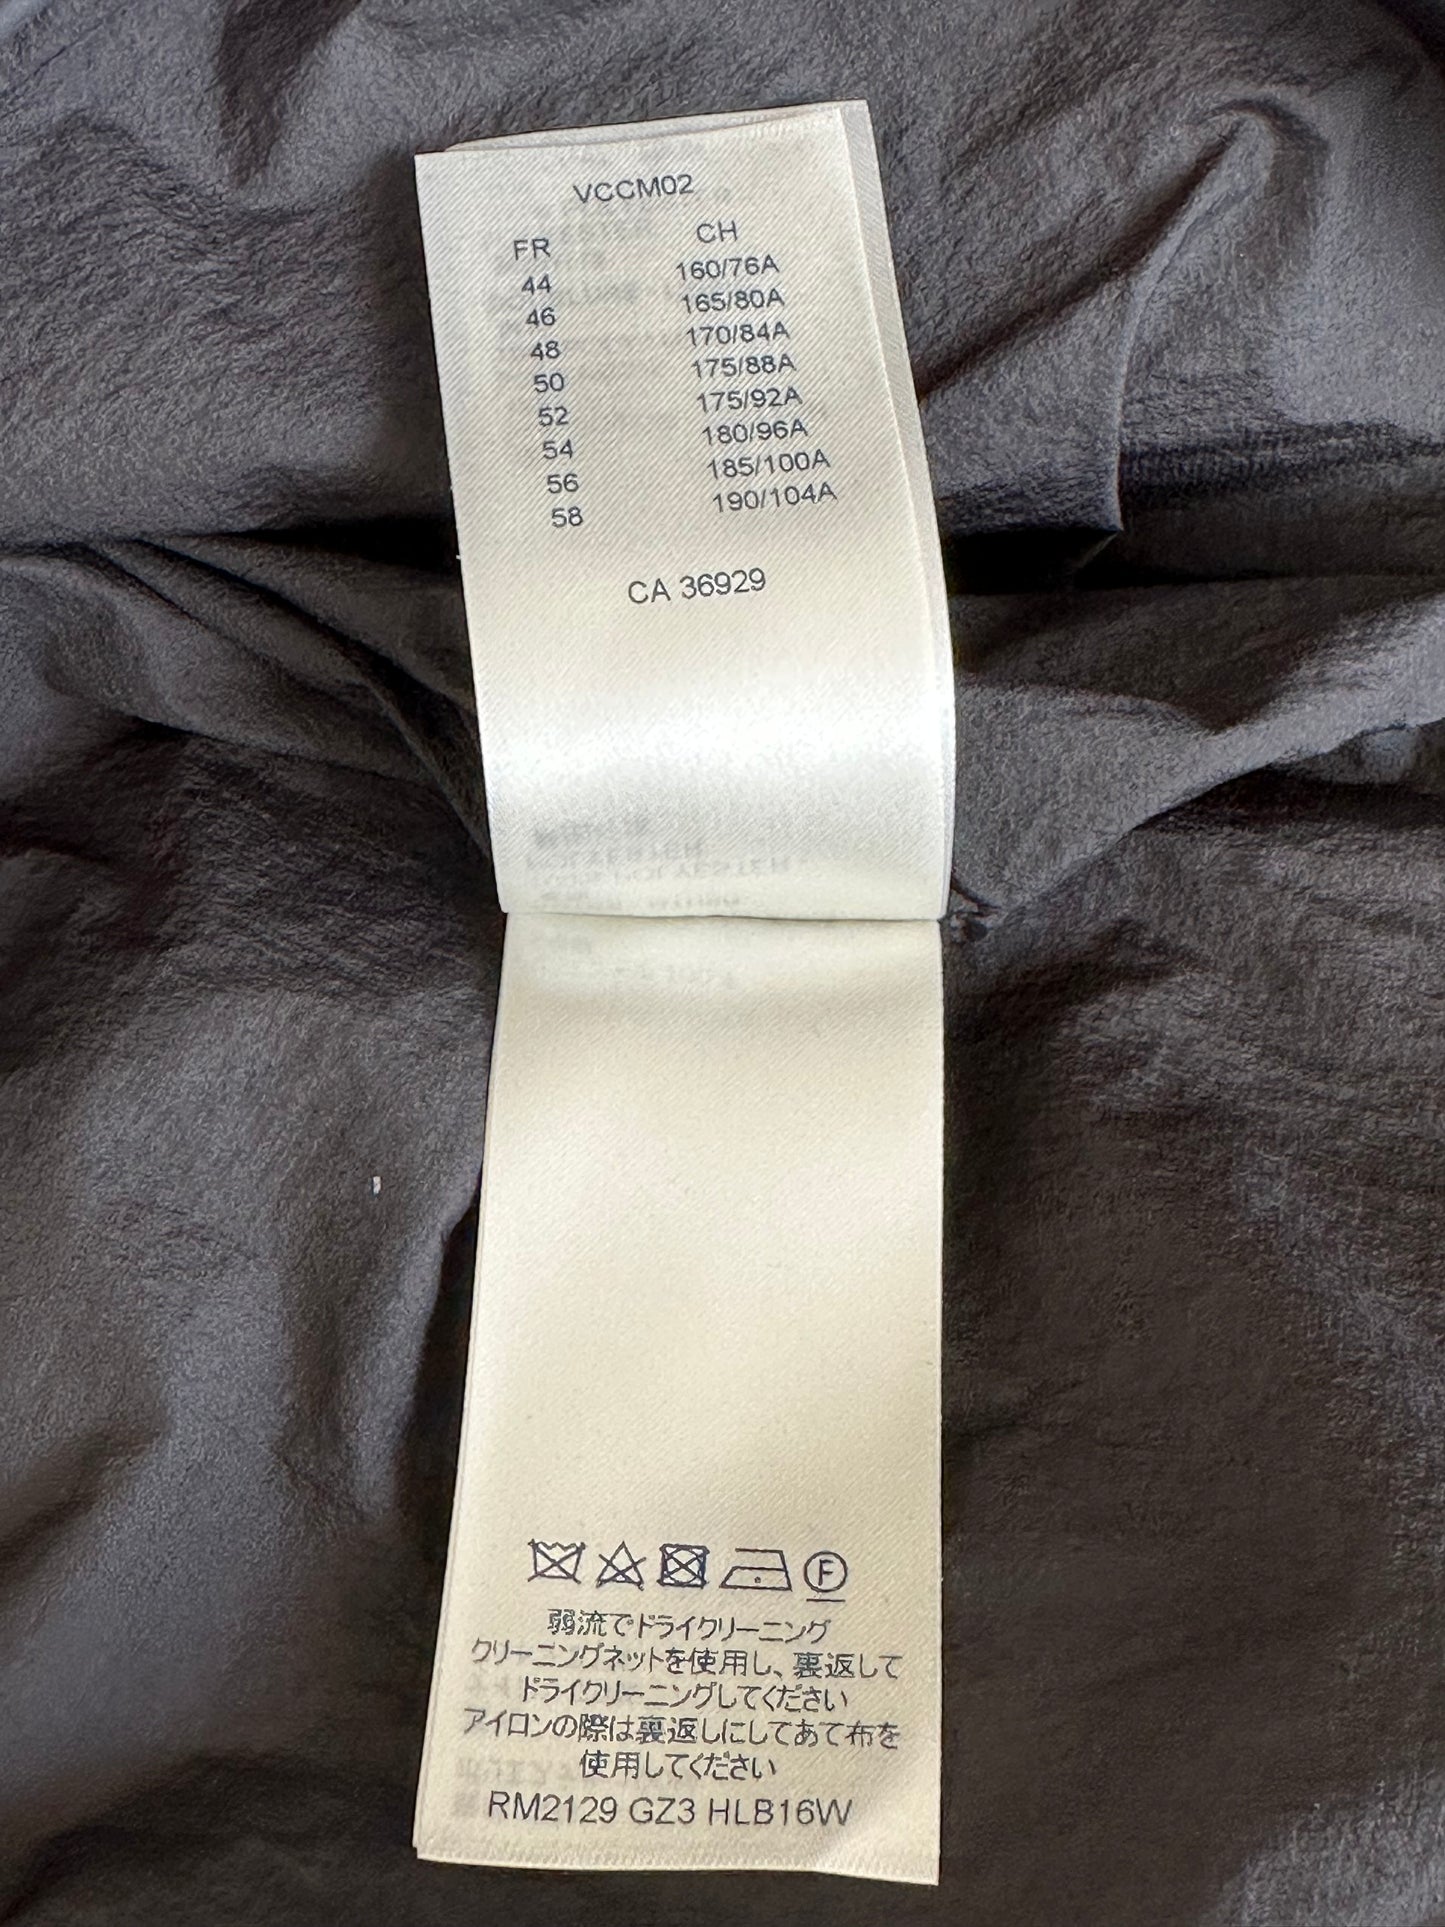 VCCM02
FR CH
44 160/76A
46 165/80A
48 170/84A
50 175/88A
52 175/92A
54 180/96A
56 185/100A
58 190/104A
CA 36929
F
弱流でドライクリーニング
クリーニングネットを使用し、裏返して
ドライクリーニングしてください
アイロンの際は裏返しにしてあて布を
使用してください
RM2129 GZ3 HLB16W